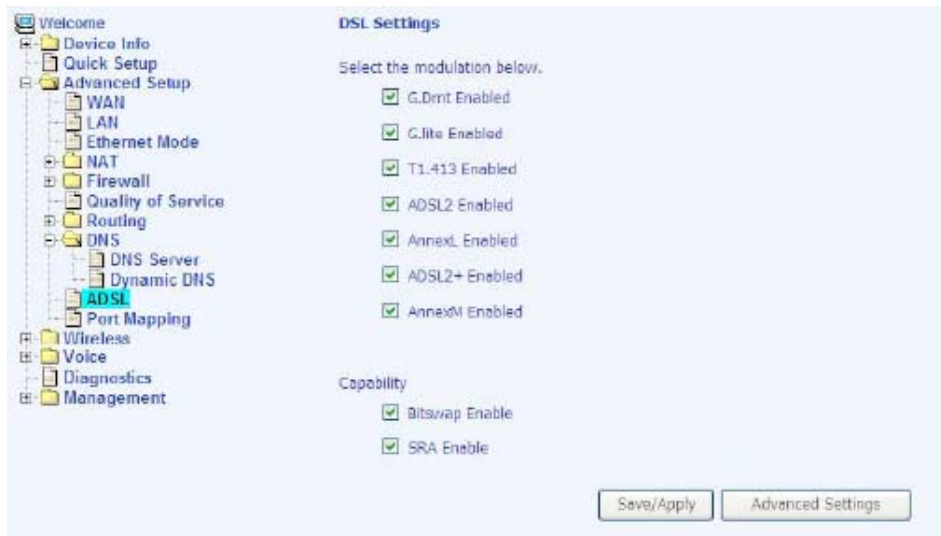 Welcome
Device Info
Quick Setup
Advanced Setup
WAN
LAN
Ethernet Mode
NAT
Firewall
Quality of Service
Routing
DNS
DNS Server
Dynamic DNS
ADSL
Port Mapping
Wireless
Voice
Diagnostics
Management
DSL Settings
Select the modulation below.
G.Dmt Enabled
G.lite Enabled
T1.413 Enabled
ADSL2 Enabled
AnnexL Enabled
ADSL2+ Enabled
AnnexM Enabled
Capability
Bitswap Enable
SRA Enable
Save/Apply
Advanced Settings